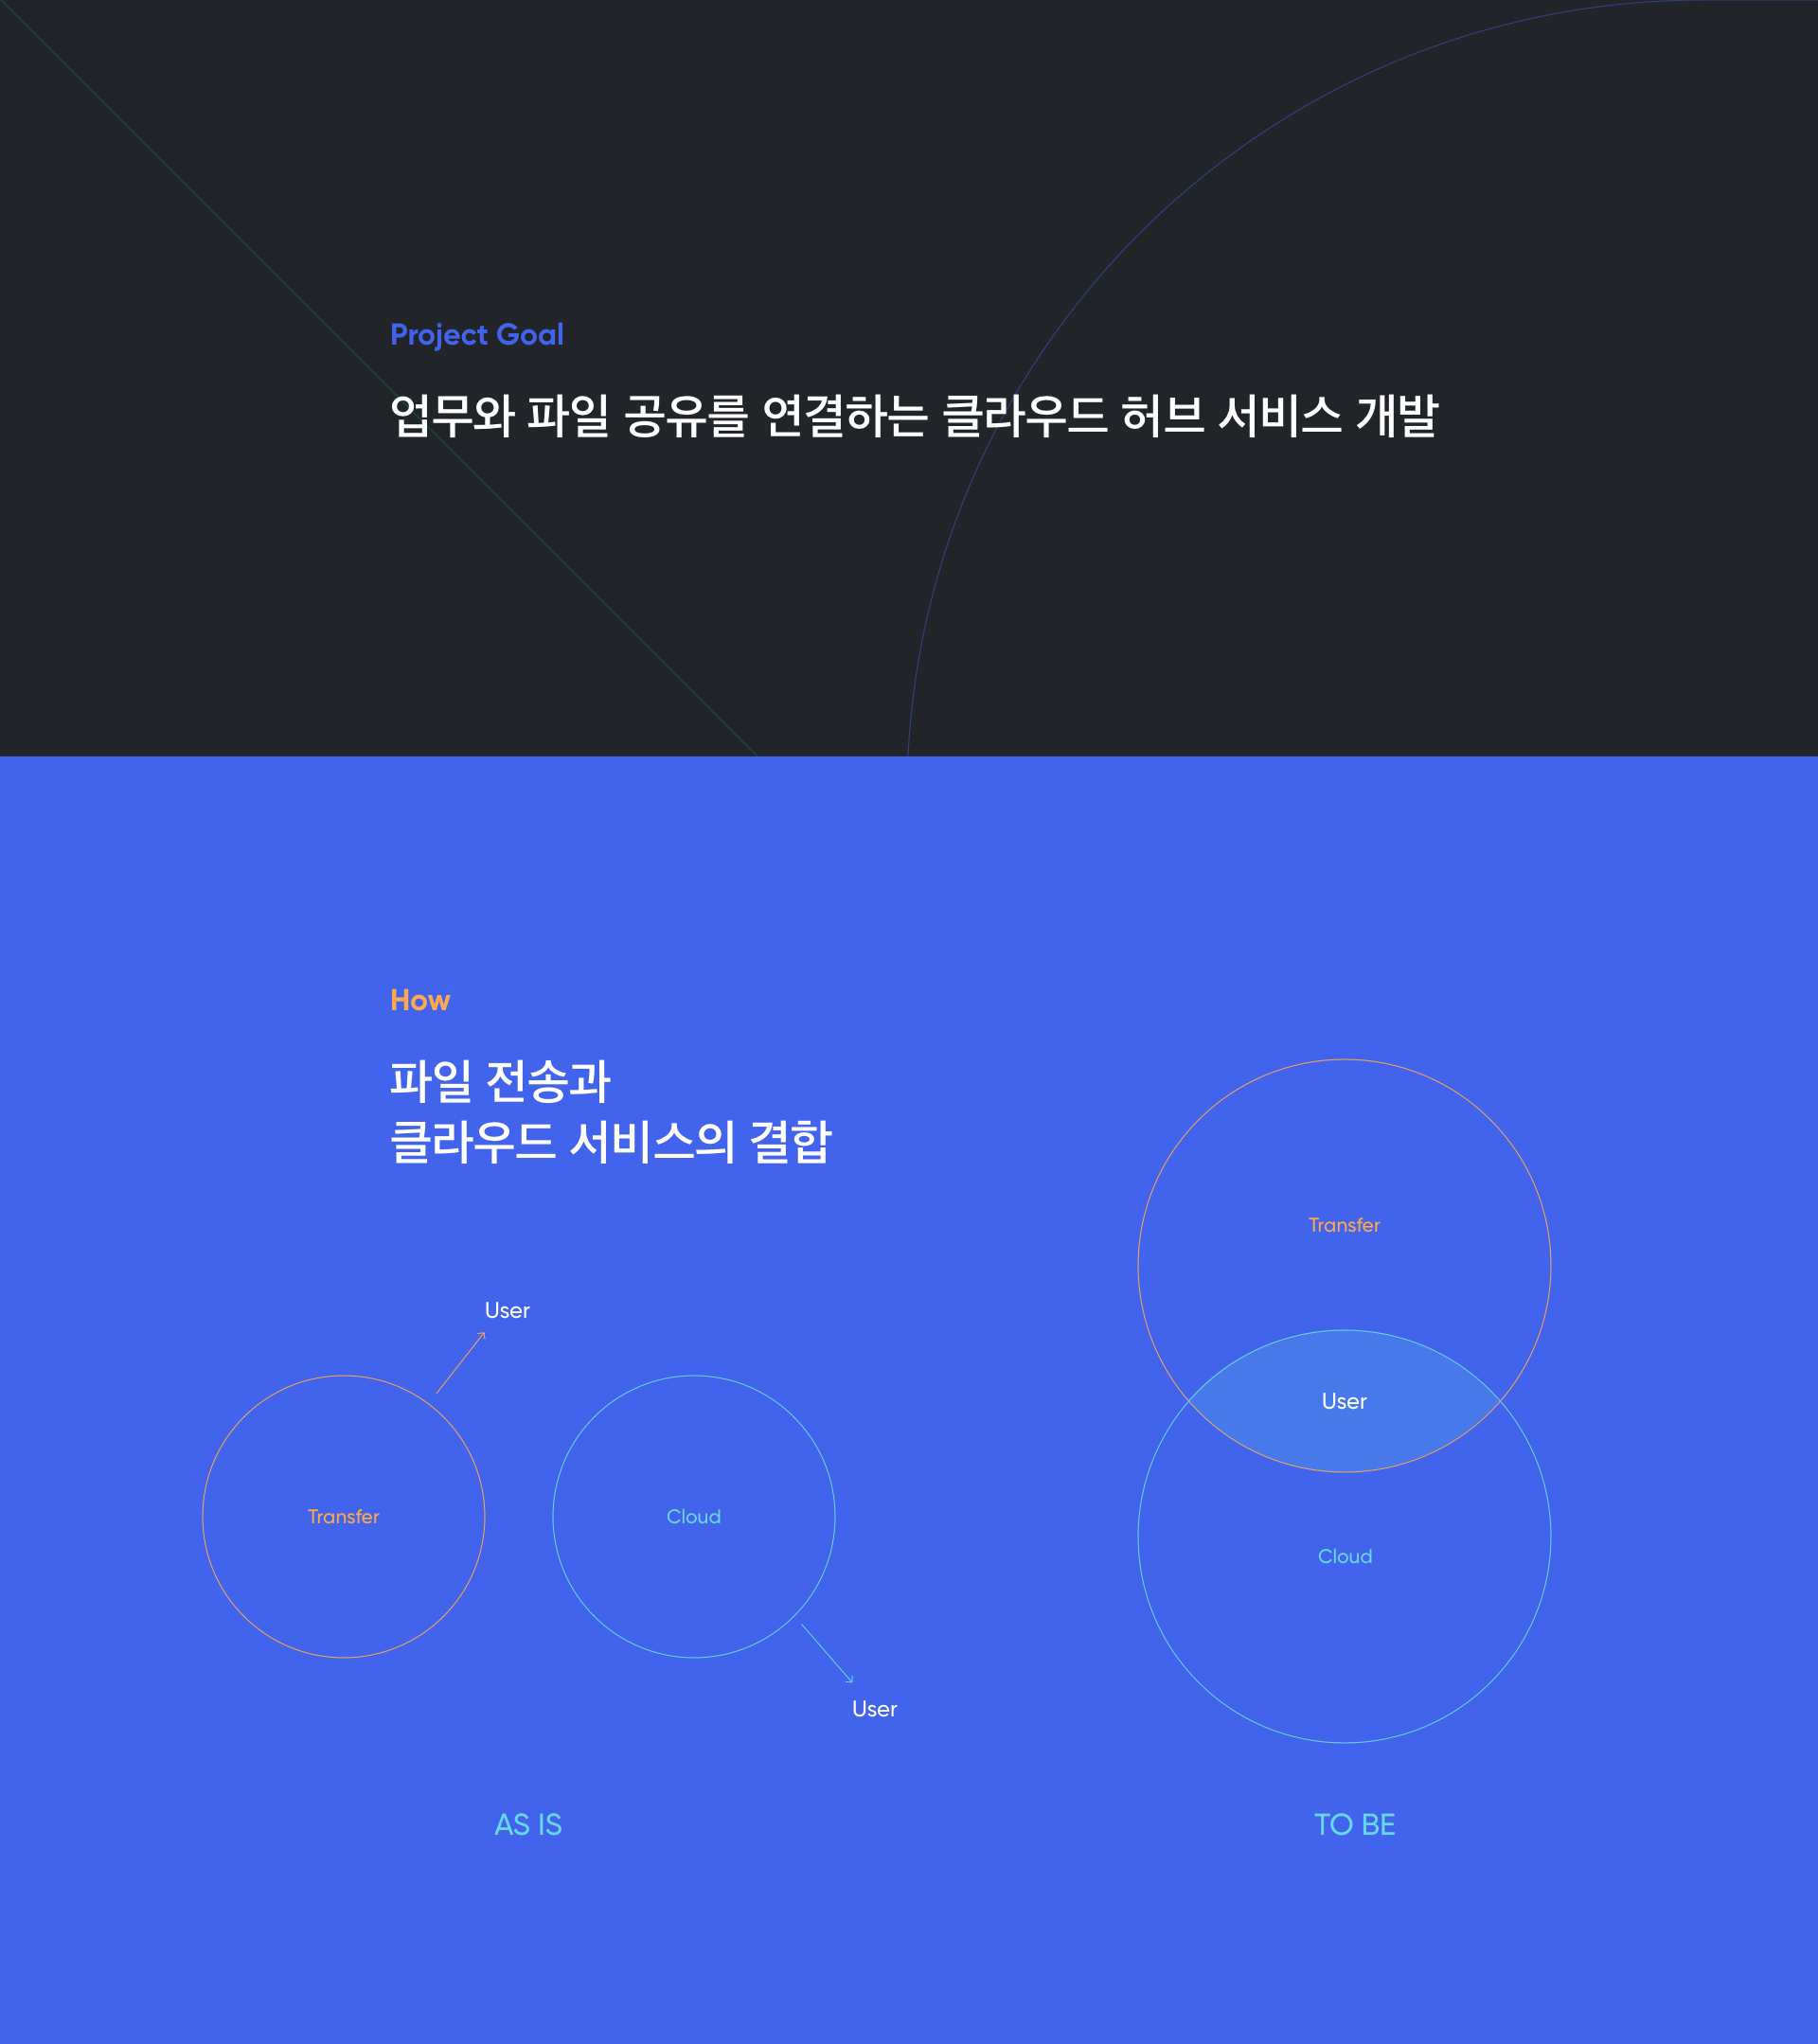 Project Goal
업무와 파일 공유를 연결하는 클라우드 허브 서비스 개발
How
파일 전송과
클라우드 서비스의 결합
User
Transfer
Cloud
User
AS IS
Transfer
User
Cloud
TO BE